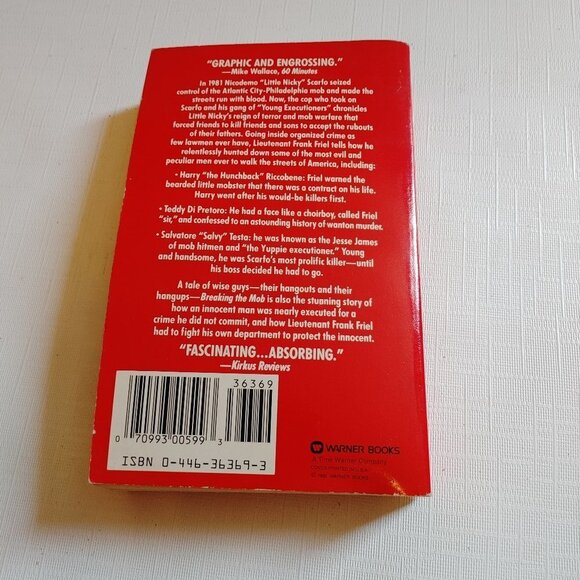 "GRAPHIC AND ENGROSSING."
—Mike Wallace, 60 Minutes
In 1981 Nicodemo "Little Nicky" Scarfo seized
control of the Atlantic City-Philadelphia mob and made the
streets run with blood. Now, the cop who took on
Scarfo and his gang of "Young Executioners" chronicles
Little Nicky's reign of terror and mob warfare that
forced friends to kill friends and sons to accept the rubouts
of their fathers. Going inside organized crime as
few lawmen ever have, Lieutenant Frank Friel tells how he
relentlessly hunted down some of the most evil and
peculiar men ever to walk the streets of America, including:
• Harry "the Hunchback" Riccobene: Friel warned the
bearded little mobster that there was a contract on his life.
Harry went after his would-be killers first.
• Teddy Di Pretoro: He had a face like a choirboy, called Friel
"sir," and confessed to an astounding history of wanton murder.
• Salvatore "Salvy" Testa: he was known as the Jesse James
of mob hitmen and "the Yuppie executioner." Young
and handsome, he was Scarfo's most prolific killer—until
his boss decided he had to go.
A tale of wise guys—their hangouts and their
hangups—Breaking the Mob is also the stunning story of
how an innocent man was nearly executed for a
crime he did not commit, and how Lieutenant Frank Friel
had to fight his own department to protect the innocent.
"FASCINATING...ABSORBING."
—Kirkus Reviews
36369
0 70993 00599 3
ISBN 0-446-36369-3
WARNER BOOKS
A Time Warner Company
COVER PRINTED IN U.S.A.
WARNER BOOKS